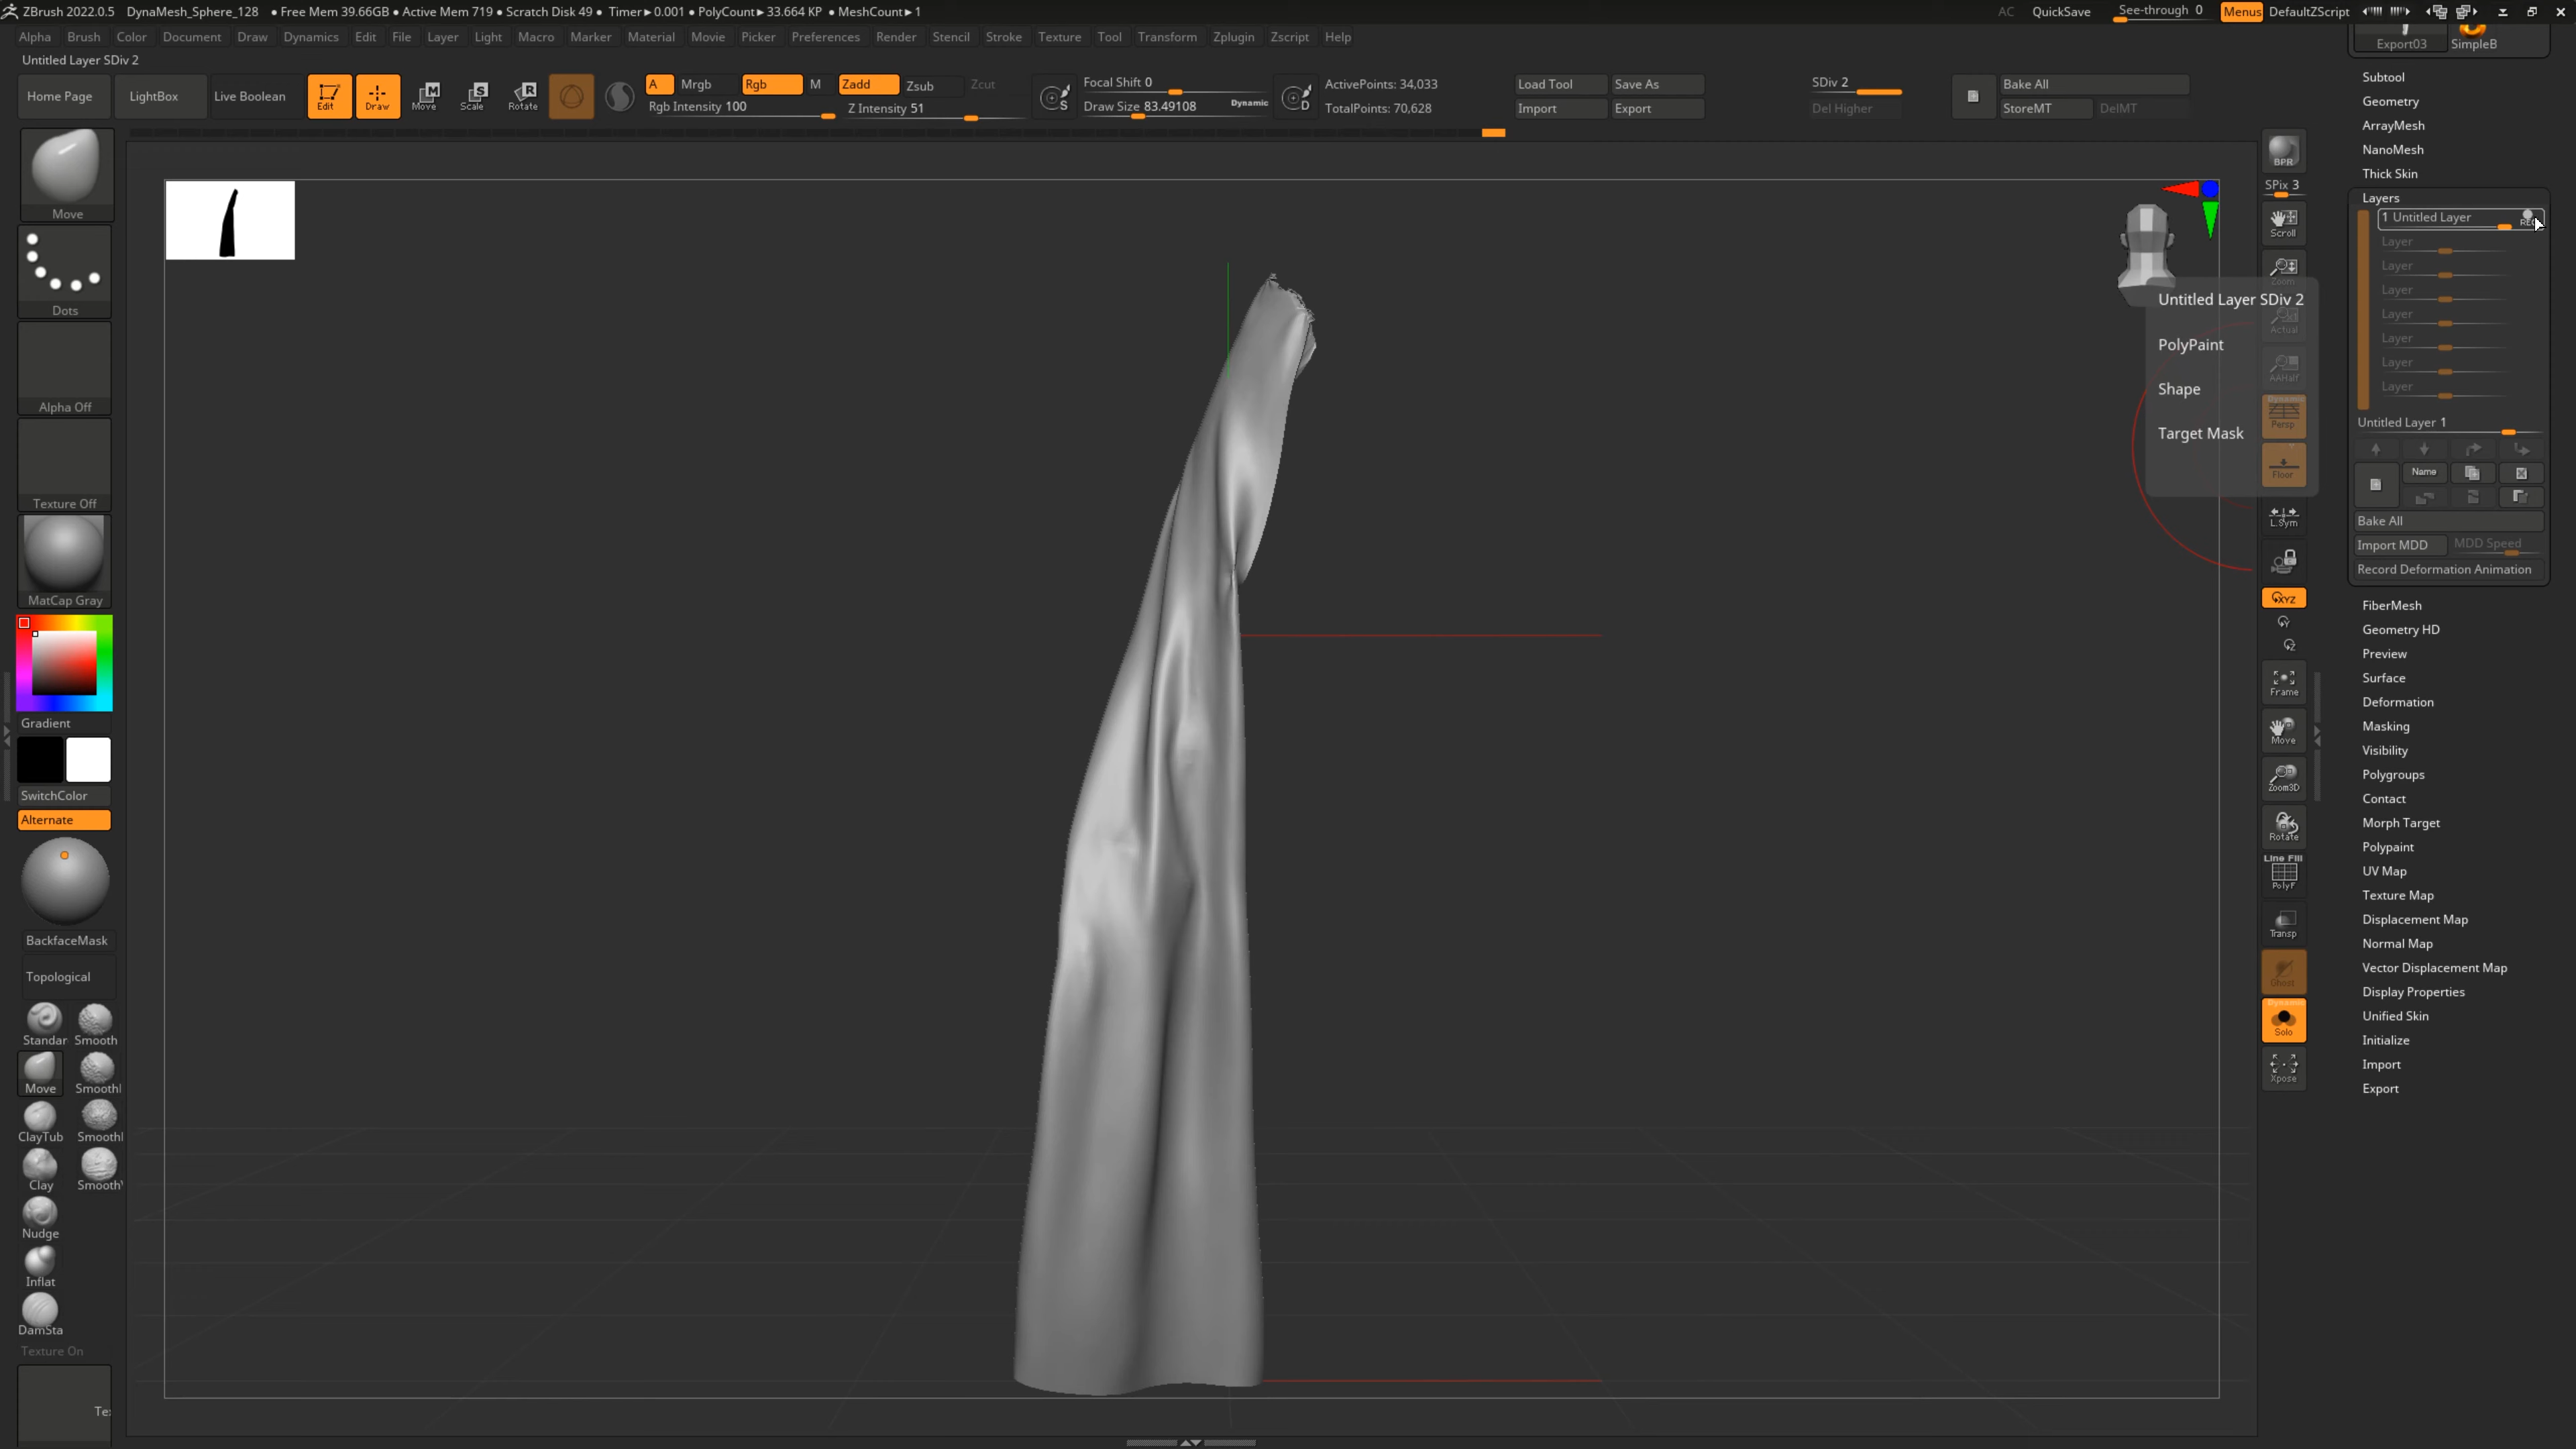 ZBrush 2022.0.5 DynaMesh_Sphere_128 ● Free Mem 39.66GB ● Active Mem 719 ● Scratch Disk 49 ● Timer►0.001 ● PolyCount►33.664 KP ● MeshCount►1
AC QuickSave See-through 0 Menus DefaultZScript
Alpha Brush Color Document Draw Dynamics Edit File Layer Light Macro Marker Material Movie Picker Preferences Render Stencil Stroke Texture Tool Transform Zplugin Zscript Help
Untitled Layer SDiv 2
Home Page LightBox Live Boolean Edit Draw Move Scale Rotate
A Mrgb Rgb M Zadd Zsub Zcut
Rgb Intensity 100 Z Intensity 51
Focal Shift 0
Draw Size 83.49108 Dynamic
ActivePoints: 34,033
TotalPoints: 70,628
Load Tool Save As
Import Export
SDiv 2
Del Higher
Bake All
StoreMT DelMT
Move
Dots
Alpha Off
Texture Off
MatCap Gray
Gradient
SwitchColor
Alternate
BackfaceMask
Topological
Standar Smooth
Move Smooth
ClayTub Smooth
Clay Smooth
Nudge
Inflat
DamSta
Texture On
Te
BPR
SPix 3
Scroll
Zoom
Actual
AAHalf
Dynamic
Persp
Floor
L.Sym
XYZ
Frame
Move
Zoom3D
Rotate
Line Fill
PolyF
Transp
Ghost
Dynamic
Solo
Xpose
Untitled Layer SDiv 2
PolyPaint
Shape
Target Mask
Export03 SimpleB
Subtool
Geometry
ArrayMesh
NanoMesh
Thick Skin
Layers
1 Untitled Layer REC
Layer
Layer
Layer
Layer
Layer
Layer
Layer
Untitled Layer 1
Name
Bake All
Import MDD MDD Speed
Record Deformation Animation
FiberMesh
Geometry HD
Preview
Surface
Deformation
Masking
Visibility
Polygroups
Contact
Morph Target
Polypaint
UV Map
Texture Map
Displacement Map
Normal Map
Vector Displacement Map
Display Properties
Unified Skin
Initialize
Import
Export